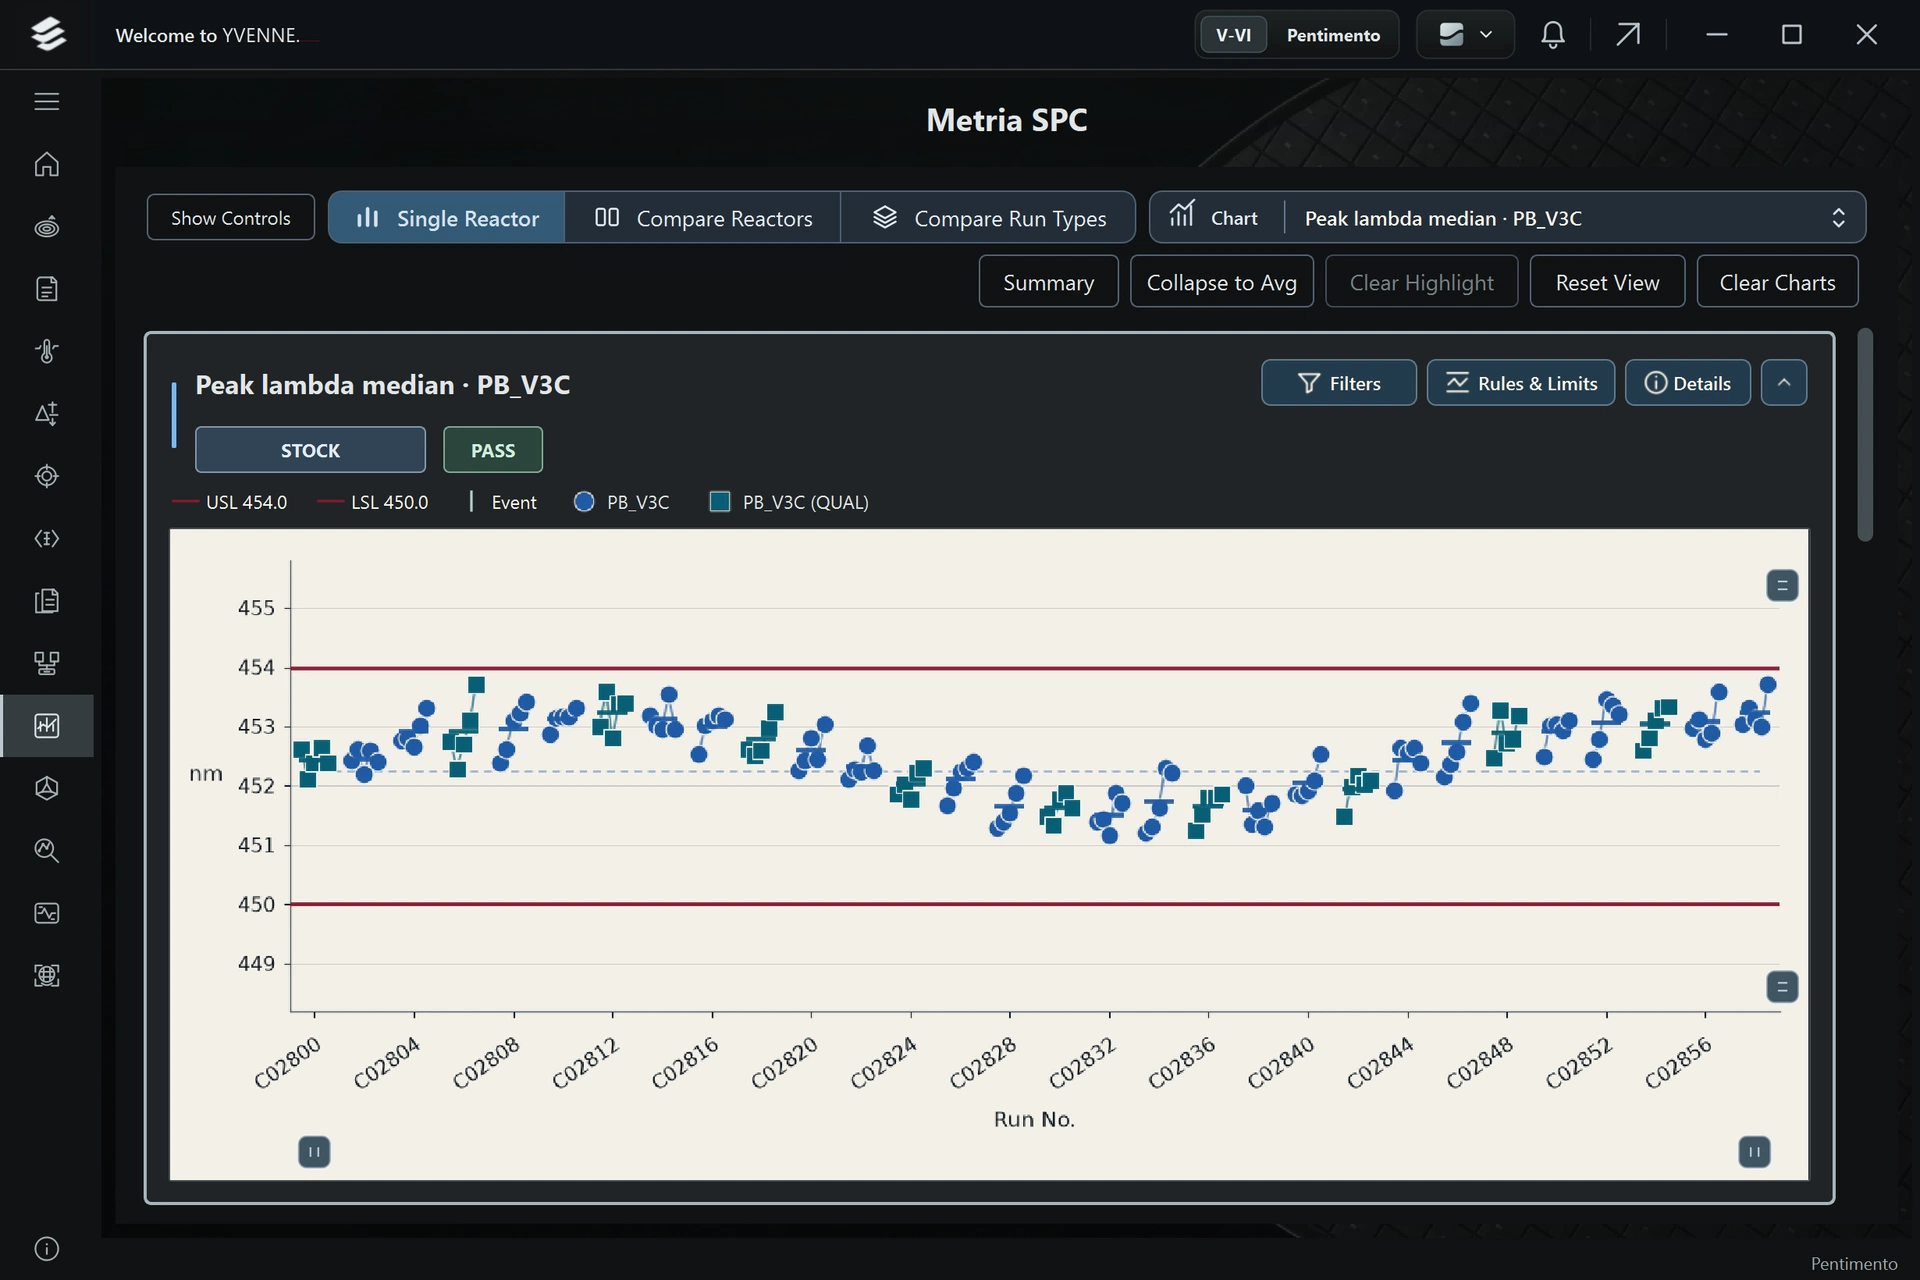 Welcome to YVENNE.
V-VI Pentimento
Metria SPC
Show Controls Single Reactor Compare Reactors Compare Run Types Chart Peak lambda median · PB_V3C
Summary Collapse to Avg Clear Highlight Reset View Clear Charts
Peak lambda median · PB_V3C Filters Rules & Limits Details
STOCK PASS
USL 454.0 LSL 450.0 Event PB_V3C PB_V3C (QUAL)
455
454
453
nm
452
451
450
449
C02800 C02804 C02808 C02812 C02816 C02820 C02824 C02828 C02832 C02836 C02840 C02844 C02848 C02852 C02856
Run No.
Pentimento